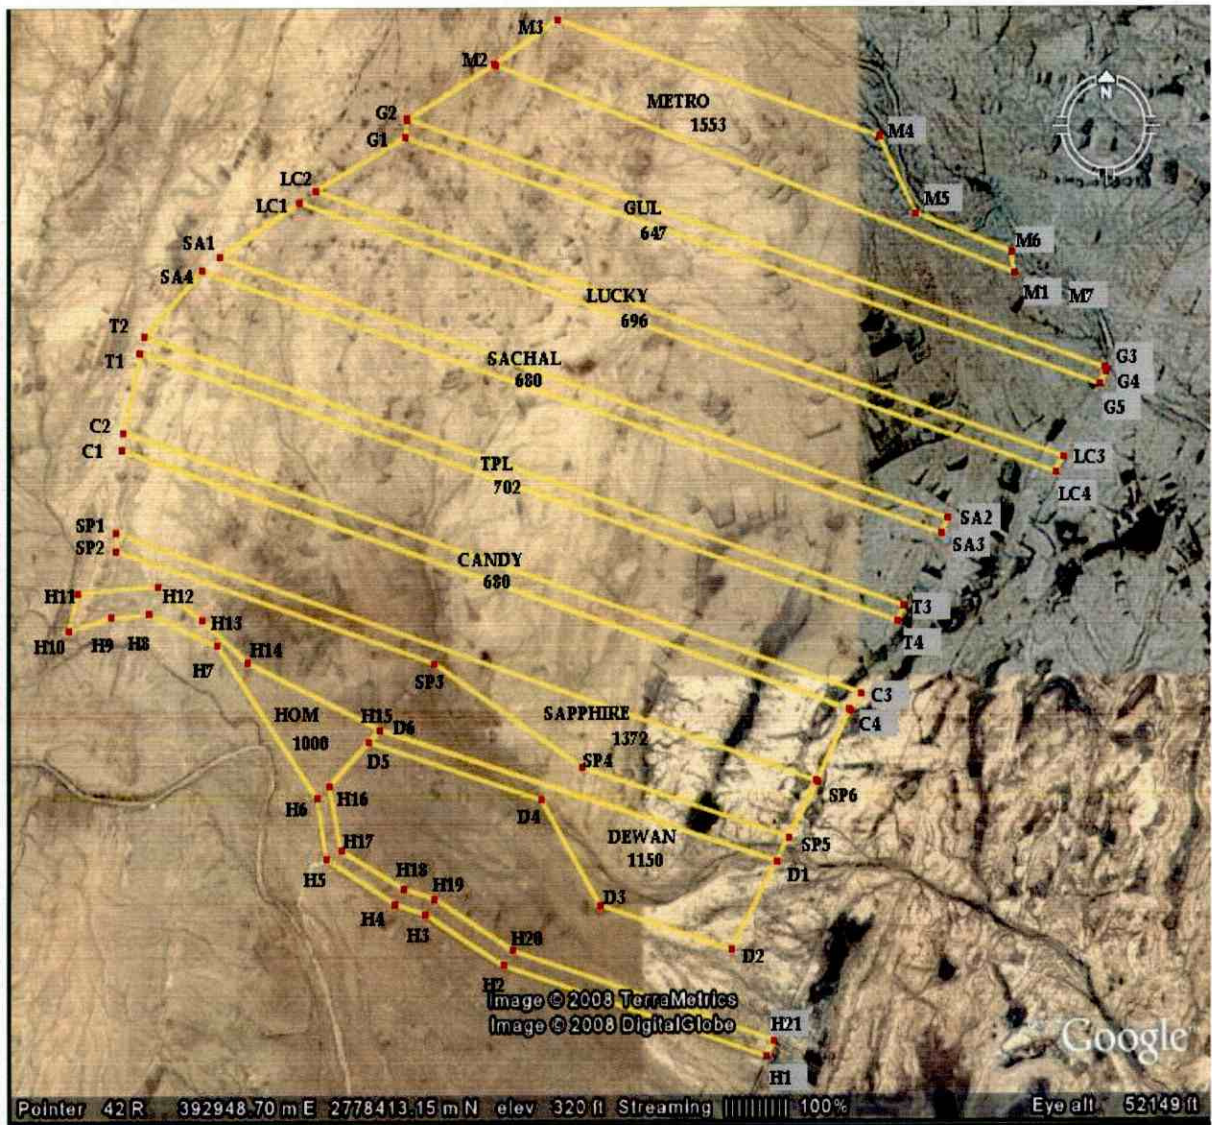 M3
M2
METRO
1553
N
G2
G1
M4
LC2
LC1
GUL
647
M5
M6
SA1
SA4
M1
M7
LUCKY
696
T2
T1
SACHAL
680
G3
G4
G5
C2
C1
TPL
702
LC3
LC4
SP1
SP2
SA2
SA3
CANDY
680
H11
H12
H10
H9
H8
H13
H7
T3
T4
H14
SP3
C3
C4
HOM
1000
H15
D6
D5
SAPPHIRE
1372
SP4
H6
H16
D4
SP6
DEWAN
1150
SP5
H5
H17
D1
H18
H19
H4
H3
D3
H20
D2
H2
Image © 2008 TerraMetrics
Image © 2008 DigitalGlobe
H21
H1
Google
Pointer 42 R 392948.70 m E 2778413.15 m N elev 320 ft Streaming |||||||||| 100% Eye alt 52149 ft